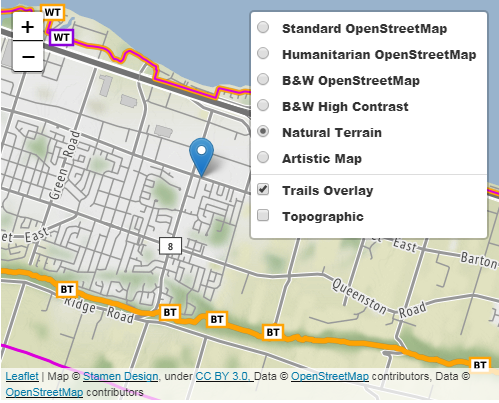 +
−
WT
WT
Standard OpenStreetMap
Humanitarian OpenStreetMap
B&W OpenStreetMap
B&W High Contrast
Natural Terrain
Artistic Map
Trails Overlay
Topographic
Green Road
8
et East
East
Barton
Queenston Road
BT
Ridge Road
BT
BT
BT
BT
Leaflet | Map © Stamen Design, under CC BY 3.0. Data © OpenStreetMap contributors, Data ©
OpenStreetMap contributors